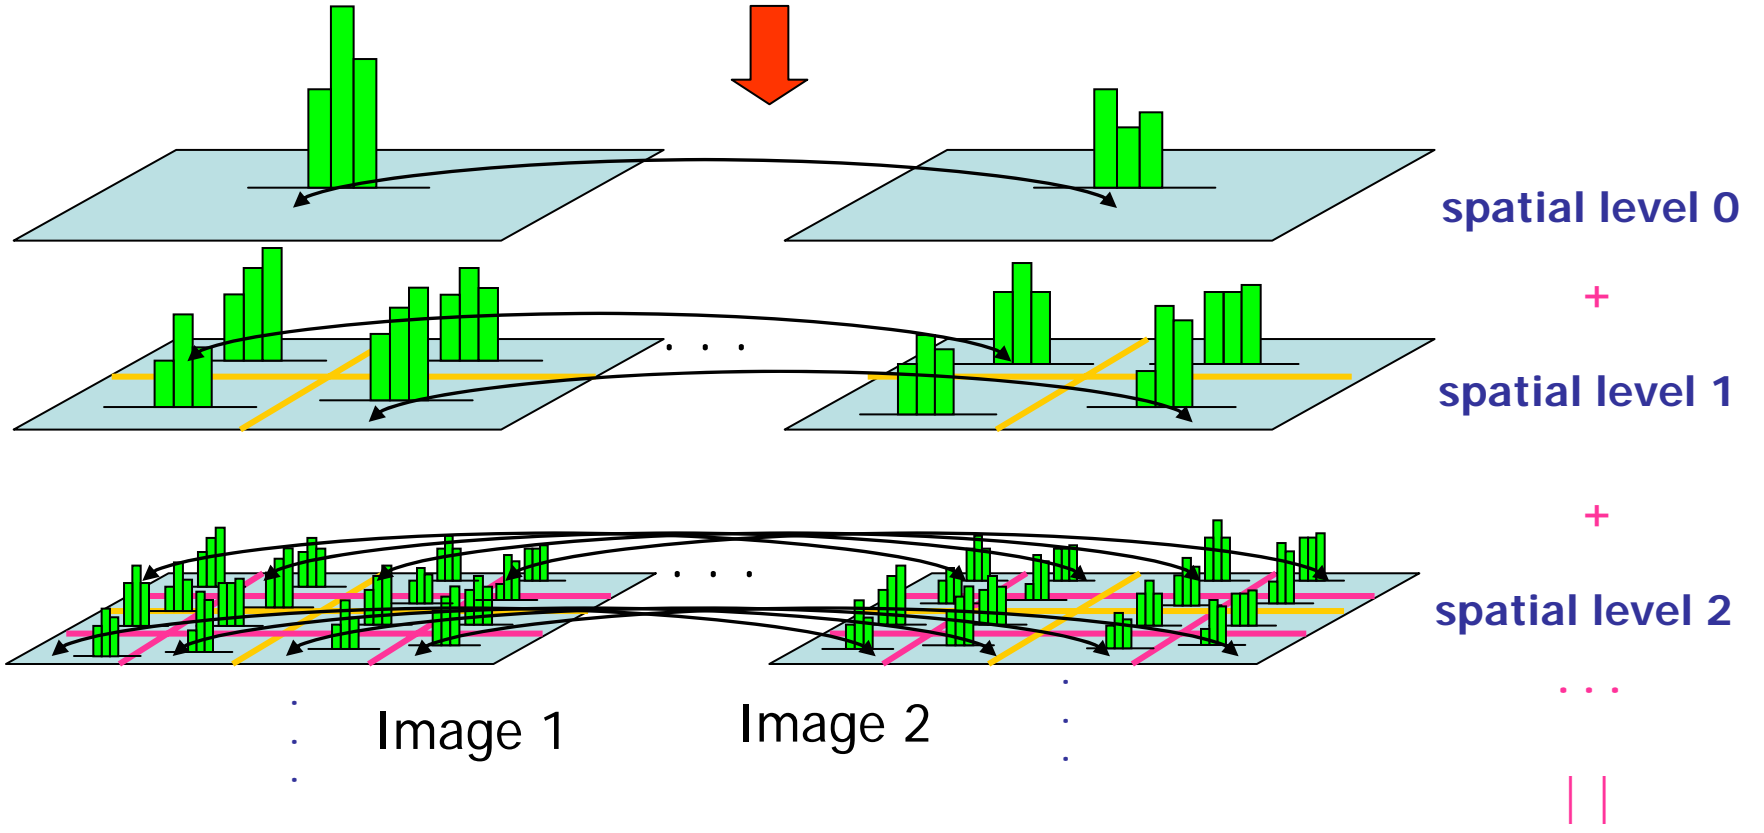 spatial level 0
+
. . .
spatial level 1
+
. . .
spatial level 2
. . .
Image 1
Image 2
. . .
. . .
||